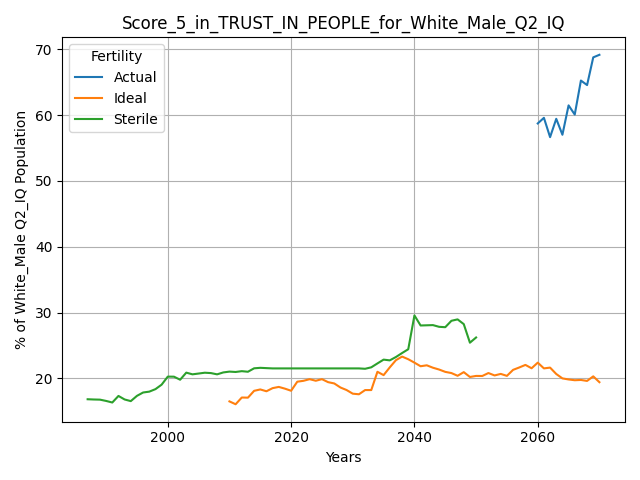 Score_5_in_TRUST_IN_PEOPLE_for_White_Male_Q2_IQ
Fertility
Actual
Ideal
Sterile
% of White_Male Q2_IQ Population
70
60
50
40
30
20
2000
2020
2040
2060
Years